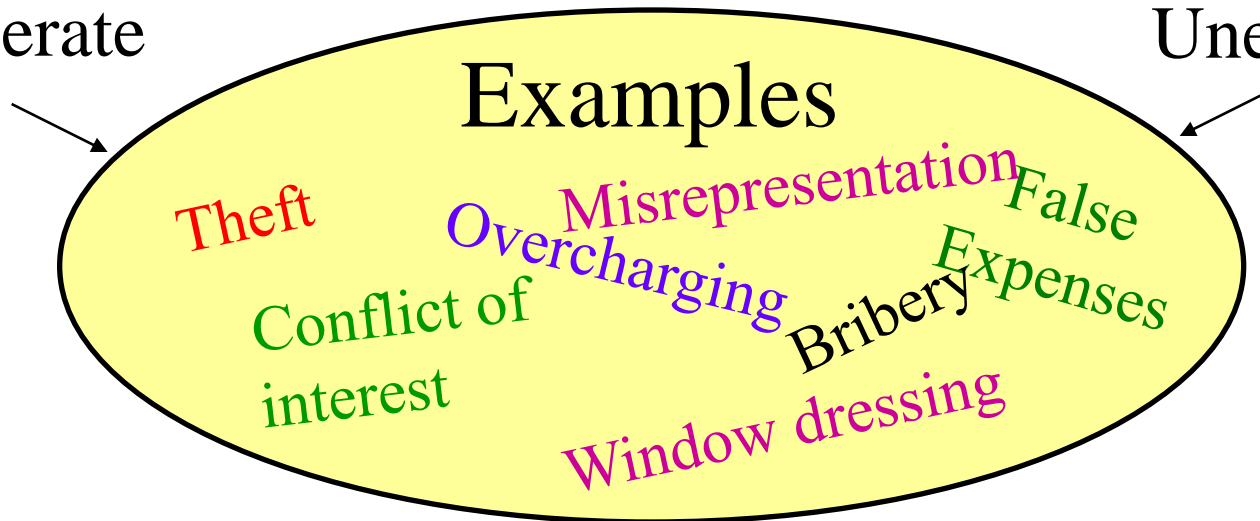 erate
Une
Examples
Theft
Misrepresentation
Overcharging
False
Expenses
Conflict of
interest
Bribery
Window dressing